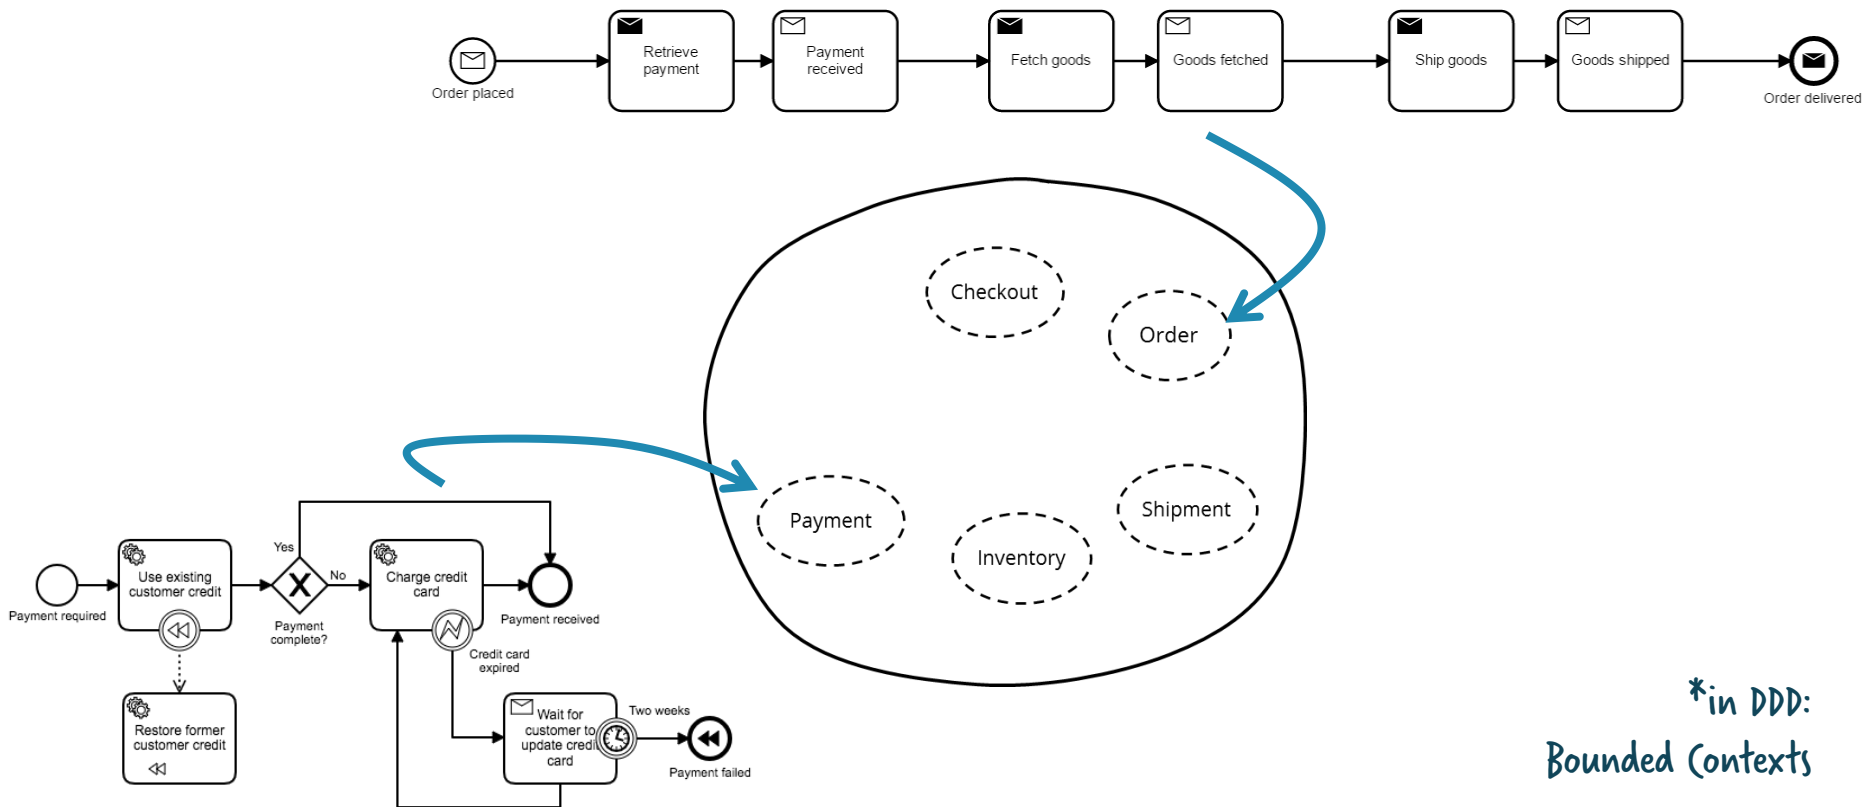 Retrieve
payment
Payment
received
Fetch goods
Goods fetched
Ship goods
Goods shipped
Order placed
Order delivered
Checkout
Order
Payment
Inventory
Shipment
Yes
Use existing
customer credit
No
Charge credit
card
Payment required
Payment
complete?
Payment received
Credit card
expired
Restore former
customer credit
Wait for
customer to
update credit
card
Two weeks
Payment failed
*in DDD:
Bounded Contexts